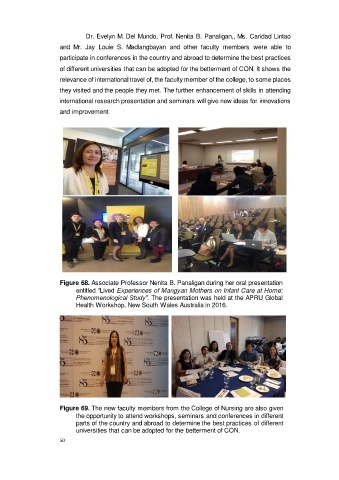 Dr. Evelyn M. Del Mundo, Prof. Nenita B. Panaligan,, Ms. Caridad Lintao
and Mr. Jay Louie S. Madlangbayan and other faculty members were able to
participate in conferences in the country and abroad to determine the best practices
of different universities that can be adopted for the betterment of CON. It shows the
relevance of international travel of, the faculty member of the college, to some places
they visited and the people they met. The further enhancement of skills in attending
international research presentation and seminars will give new ideas for innovations
and improvement.
Figure 68. Associate Professor Nenita B. Panaligan during her oral presentation
entitled "Lived Experiences of Mangyan Mothers on Infant Care at Home:
Phenomenological Study". The presentation was held at the APRU Global
Health Workshop, New South Wales Australia in 2016.
Figure 69. The new faculty members from the College of Nursing are also given
the opportunity to attend workshops, seminars and conferences in different
parts of the country and abroad to determine the best practices of different
universities that can be adopted for the betterment of CON.
50